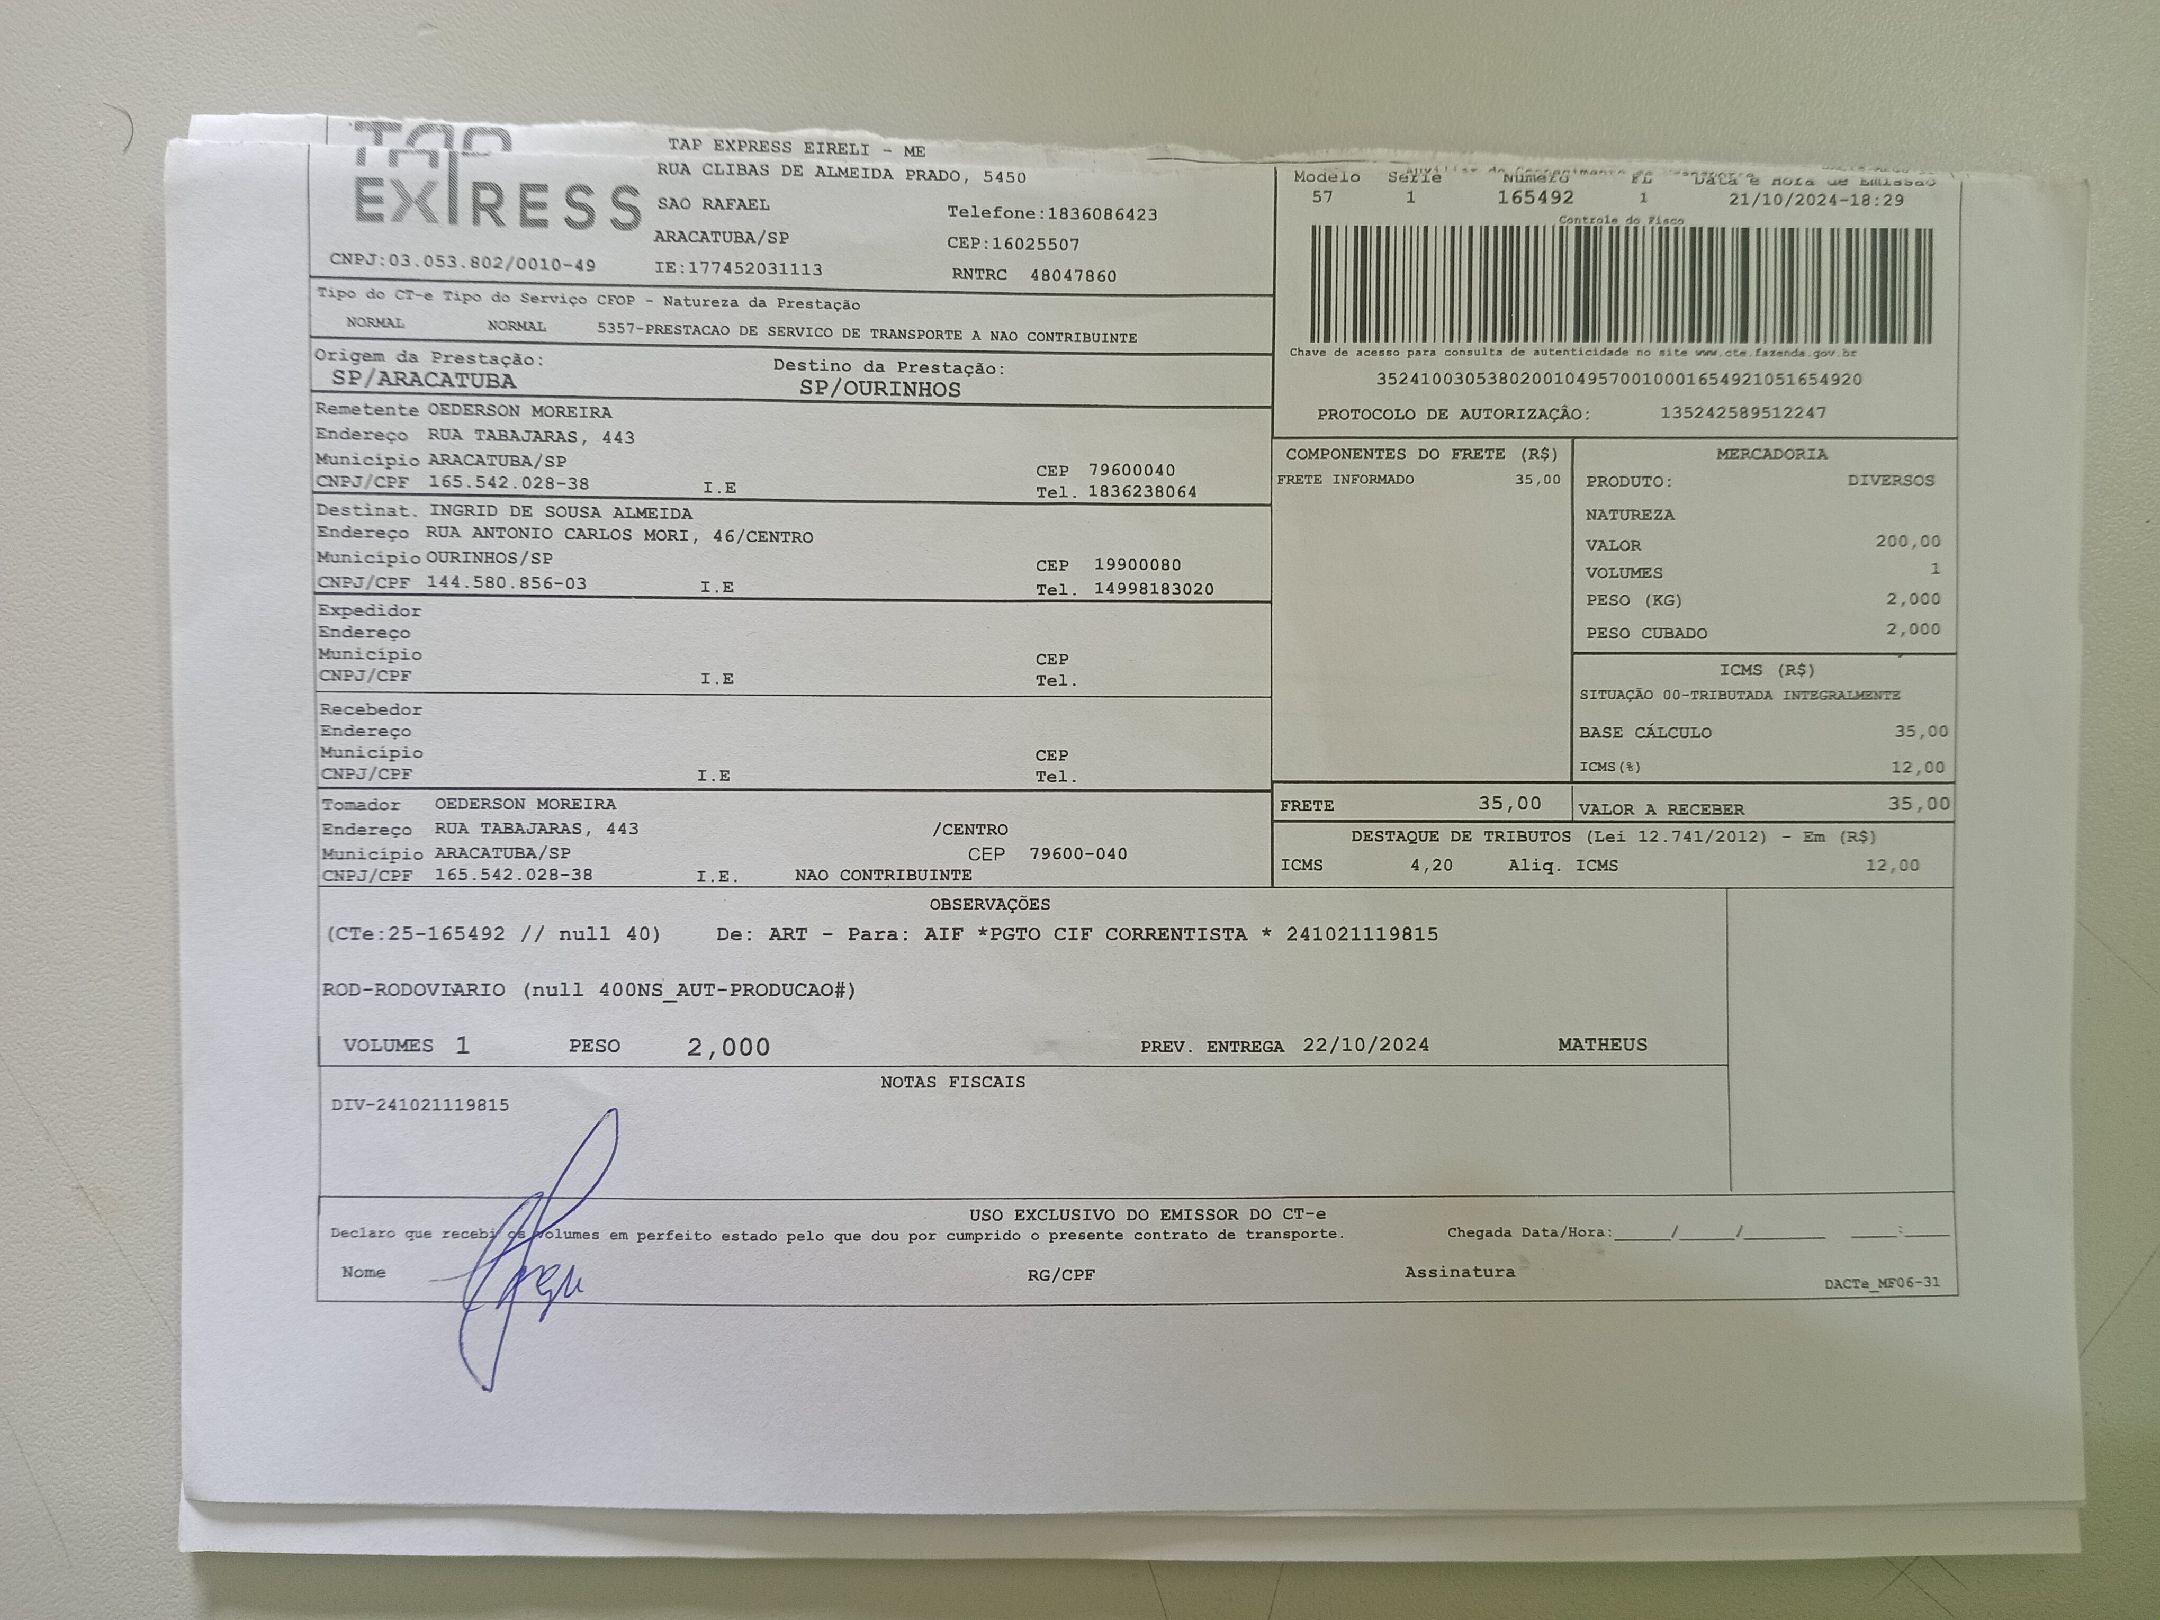 TAP
EXPRESS
TAP EXPRESS EIRELI - ME
RUA CLIBAS DE ALMEIDA PRADO, 5450
SAO RAFAEL Telefone:1836086423
ARACATUBA/SP CEP:16025507
CNPJ:03.053.802/0010-49 IE:177452031113 RNTRC 48047860
Modelo Série Número FL Data e Hora de Emissão
57 1 165492 1 21/10/2024-18:29
Controle do Fisco
Chave de acesso para consulta de autenticidade no site www.cte.fazenda.gov.br
35241003053802001049570010001654921051654920
PROTOCOLO DE AUTORIZAÇÃO: 135242589512247
Tipo do CT-e Tipo do Serviço CFOP - Natureza da Prestação
NORMAL NORMAL 5357-PRESTACAO DE SERVICO DE TRANSPORTE A NAO CONTRIBUINTE
Origem da Prestação: Destino da Prestação:
SP/ARACATUBA SP/OURINHOS
Remetente OEDERSON MOREIRA
Endereço RUA TABAJARAS, 443
Município ARACATUBA/SP CEP 79600040
CNPJ/CPF 165.542.028-38 I.E Tel. 1836238064
Destinat. INGRID DE SOUSA ALMEIDA
Endereço RUA ANTONIO CARLOS MORI, 46/CENTRO
Município OURINHOS/SP CEP 19900080
CNPJ/CPF 144.580.856-03 I.E Tel. 14998183020
Expedidor
Endereço
Município CEP
CNPJ/CPF I.E Tel.
Recebedor
Endereço
Município CEP
CNPJ/CPF I.E Tel.
Tomador OEDERSON MOREIRA
Endereço RUA TABAJARAS, 443 /CENTRO
Município ARACATUBA/SP CEP 79600-040
CNPJ/CPF 165.542.028-38 I.E. NAO CONTRIBUINTE
COMPONENTES DO FRETE (R$)
FRETE INFORMADO 35,00
MERCADORIA
PRODUTO: DIVERSOS
NATUREZA
VALOR 200,00
VOLUMES 1
PESO (KG) 2,000
PESO CUBADO 2,000
ICMS (R$)
SITUAÇÃO 00-TRIBUTADA INTEGRALMENTE
BASE CÁLCULO 35,00
ICMS(%) 12,00
FRETE 35,00 VALOR A RECEBER 35,00
DESTAQUE DE TRIBUTOS (Lei 12.741/2012) - Em (R$)
ICMS 4,20 Aliq. ICMS 12,00
OBSERVAÇÕES
(CTe:25-165492 // null 40) De: ART - Para: AIF *PGTO CIF CORRENTISTA * 241021119815
ROD-RODOVIARIO (null 400NS_AUT-PRODUCAO#)
VOLUMES 1 PESO 2,000 PREV. ENTREGA 22/10/2024 MATHEUS
NOTAS FISCAIS
DIV-241021119815
USO EXCLUSIVO DO EMISSOR DO CT-e
Declaro que recebi os volumes em perfeito estado pelo que dou por cumprido o presente contrato de transporte. Chegada Data/Hora:_____/_____/_______ ____:____
Nome RG/CPF Assinatura
DACTe_MF06-31